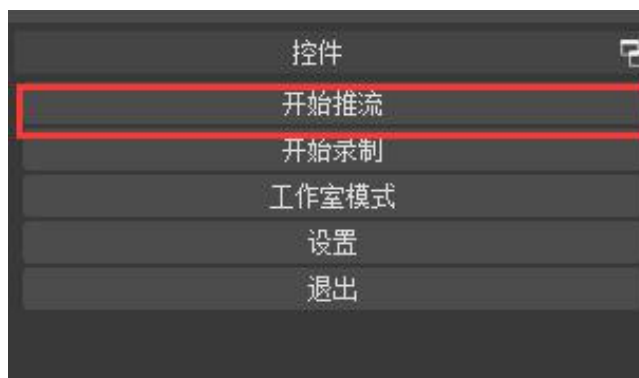 控件
开始推流
开始录制
工作室模式
设置
退出